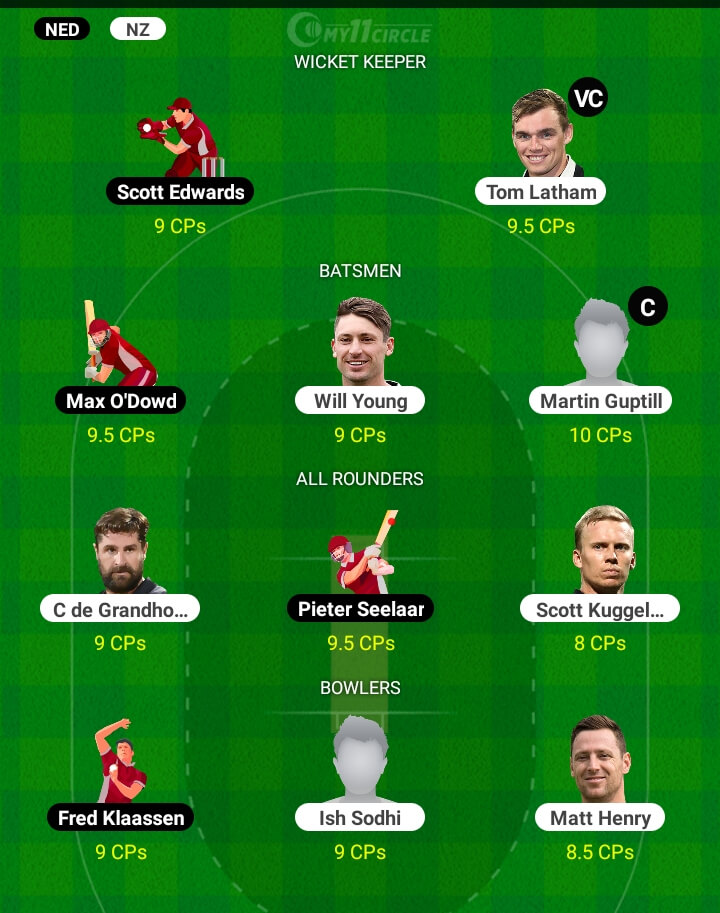 NED NZ MY11CIRCLE
WICKET KEEPER
VC
Scott Edwards Tom Latham
9 CPs 9.5 CPs
BATSMEN
C
Max O'Dowd Will Young Martin Guptill
9.5 CPs 9 CPs 10 CPs
ALL ROUNDERS
C de Grandho... Pieter Seelaar Scott Kuggel...
9 CPs 9.5 CPs 8 CPs
BOWLERS
Fred Klaassen Ish Sodhi Matt Henry
9 CPs 9 CPs 8.5 CPs